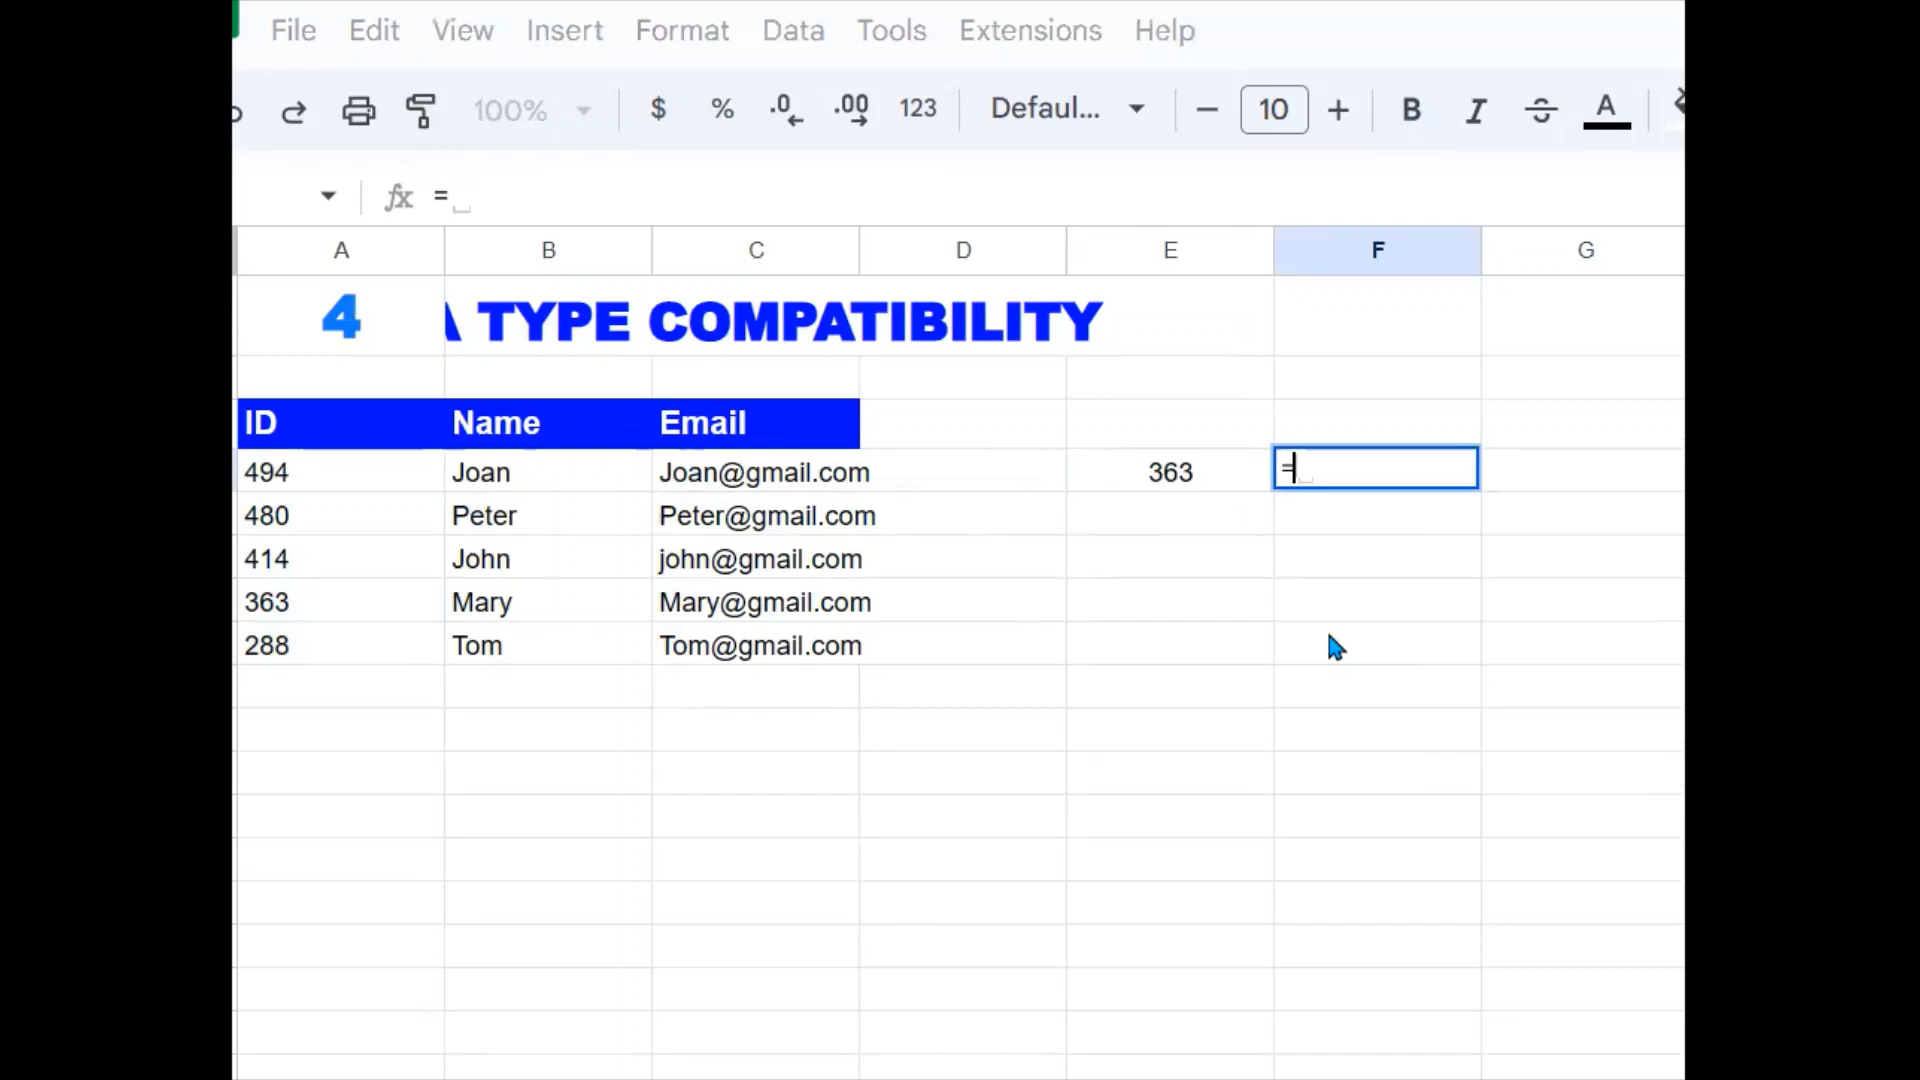 File Edit View Insert Format Data Tools Extensions Help
100% $ % .0 .00 123 Defaul... − 10 + B I S A
fx =
A B C D E F G
4 A TYPE COMPATIBILITY
ID Name Email
494 Joan Joan@gmail.com 363 =
480 Peter Peter@gmail.com
414 John john@gmail.com
363 Mary Mary@gmail.com
288 Tom Tom@gmail.com